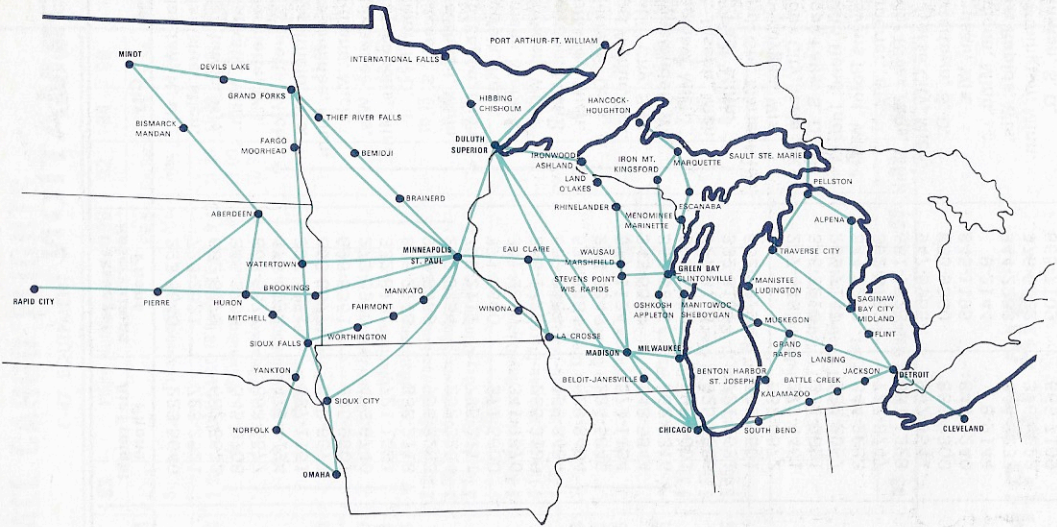 PORT ARTHUR-FT. WILLIAM
MINOT
DEVILS LAKE
INTERNATIONAL FALLS
GRAND FORKS
HIBBING
CHISHOLM
HANCOCK-
HOUGHTON
BISMARCK
MANDAN
THIEF RIVER FALLS
FARGO
MOORHEAD
BEMIDJI
DULUTH
SUPERIOR
IRONWOOD
ASHLAND
IRON MT.
KINGSFORD
MARQUETTE
SAULT STE. MARIE
LAND
O'LAKES
PELLSTON
BRAINERD
RHINELANDER
ESCANABA
MENOMINEE
MARINETTE
ABERDEEN
ALPENA
MINNEAPOLIS
ST. PAUL
EAU CLAIRE
WAUSAU
MARSHFIELD
TRAVERSE CITY
WATERTOWN
GREEN BAY
CLINTONVILLE
STEVENS POINT
WIS. RAPIDS
RAPID CITY
PIERRE
HURON
BROOKINGS
MANKATO
MANISTEE
LUDINGTON
OSHKOSH
APPLETON
MANITOWOC
SHEBOYGAN
SAGINAW
BAY CITY
MIDLAND
FAIRMONT
WINONA
MITCHELL
WORTHINGTON
MUSKEGON
FLINT
SIOUX FALLS
LA CROSSE
GRAND
RAPIDS
MADISON
MILWAUKEE
LANSING
YANKTON
BENTON HARBOR
ST. JOSEPH
JACKSON
DETROIT
BELOIT-JANESVILLE
BATTLE CREEK
KALAMAZOO
SIOUX CITY
NORFOLK
CHICAGO
SOUTH BEND
CLEVELAND
OMAHA